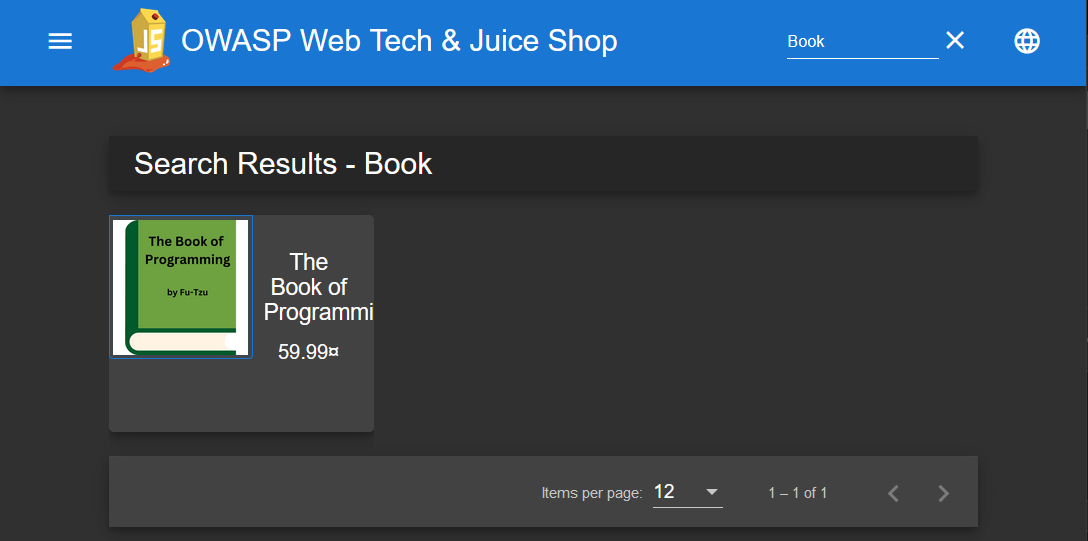 JS
OWASP Web Tech & Juice Shop
Book
Search Results - Book
The Book of
Programming
by Fu-Tzu
The
Book of
Programmi
59.99¤
Items per page: 12
1 – 1 of 1